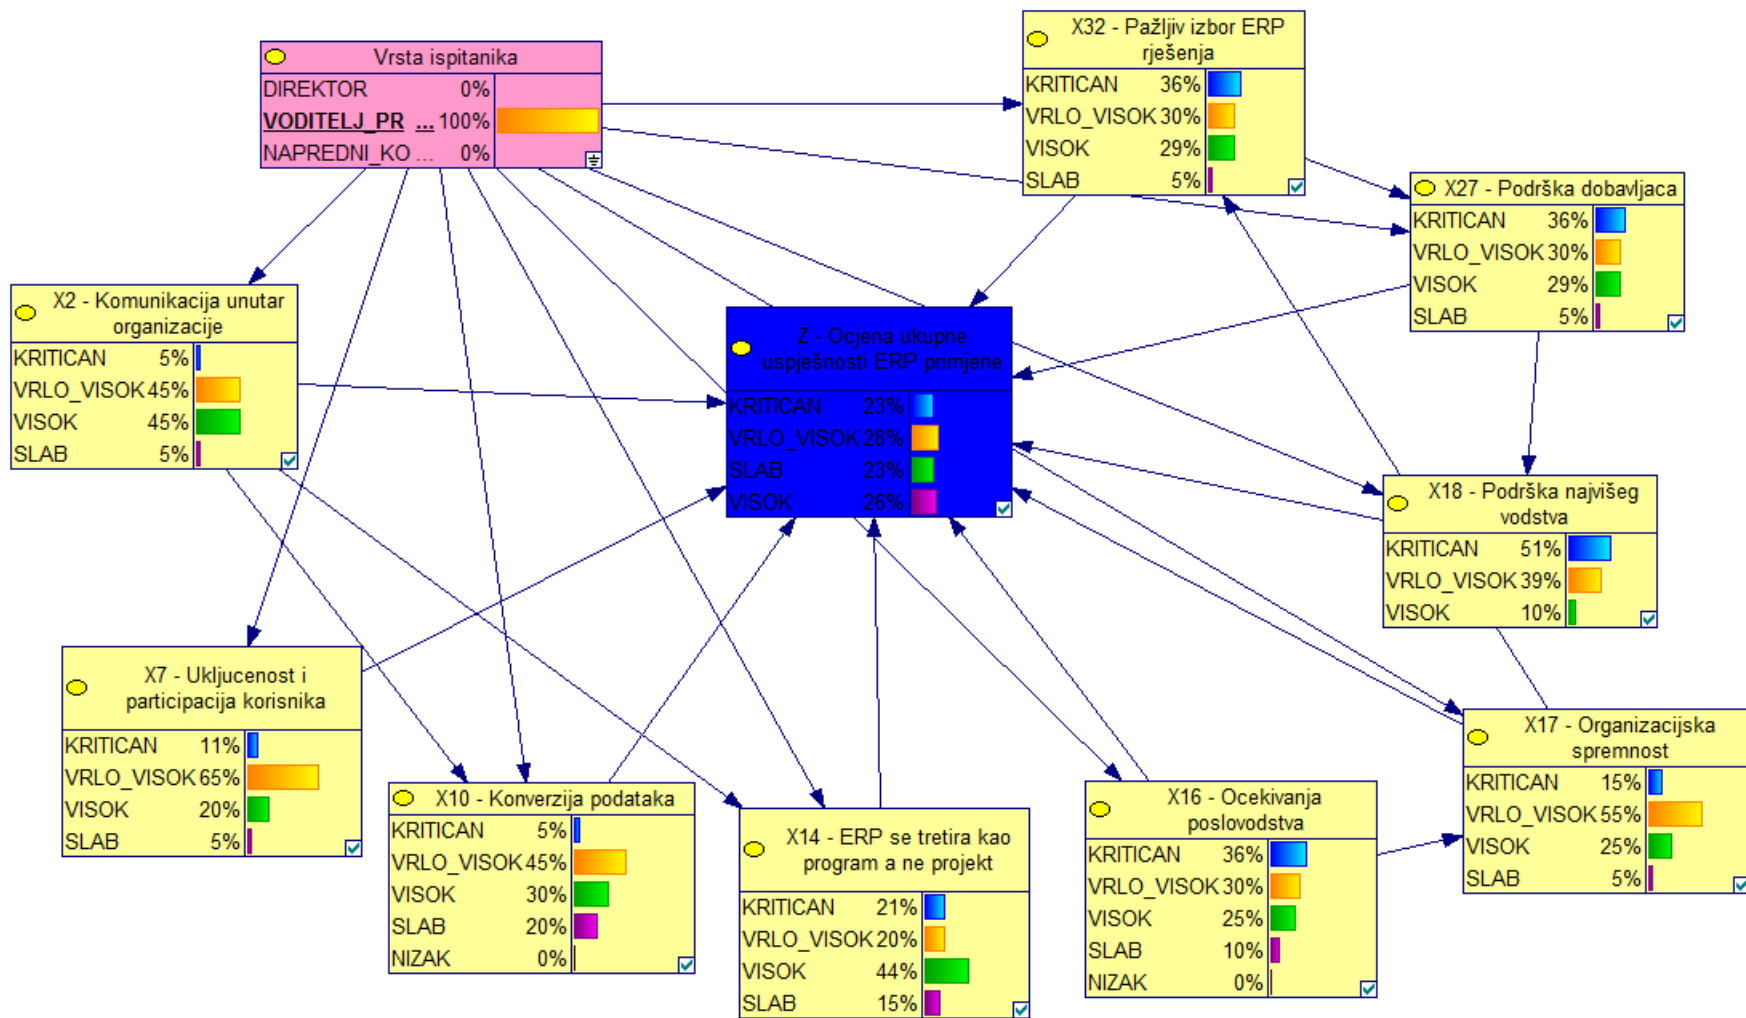 Vrsta ispitanika
DIREKTOR 0%
VODITELJ_PR ... 100%
NAPREDNI_KO ... 0%
X32 - Pažljiv izbor ERP
rješenja
KRITICAN 36%
VRLO_VISOK 30%
VISOK 29%
SLAB 5%
X27 - Podrška dobavljaca
KRITICAN 36%
VRLO_VISOK 30%
VISOK 29%
SLAB 5%
X2 - Komunikacija unutar
organizacije
KRITICAN 5%
VRLO_VISOK 45%
VISOK 45%
SLAB 5%
Z - Ocjena ukupne
uspješnosti ERP primjene
KRITICAN 23%
VRLO_VISOK 28%
SLAB 23%
VISOK 26%
X18 - Podrška najvišeg
vodstva
KRITICAN 51%
VRLO_VISOK 39%
VISOK 10%
X7 - Ukljucenost i
participacija korisnika
KRITICAN 11%
VRLO_VISOK 65%
VISOK 20%
SLAB 5%
X10 - Konverzija podataka
KRITICAN 5%
VRLO_VISOK 45%
VISOK 30%
SLAB 20%
NIZAK 0%
X14 - ERP se tretira kao
program a ne projekt
KRITICAN 21%
VRLO_VISOK 20%
VISOK 44%
SLAB 15%
X16 - Ocekivanja
poslovodstva
KRITICAN 36%
VRLO_VISOK 30%
VISOK 25%
SLAB 10%
NIZAK 0%
X17 - Organizacijska
spremnost
KRITICAN 15%
VRLO_VISOK 55%
VISOK 25%
SLAB 5%